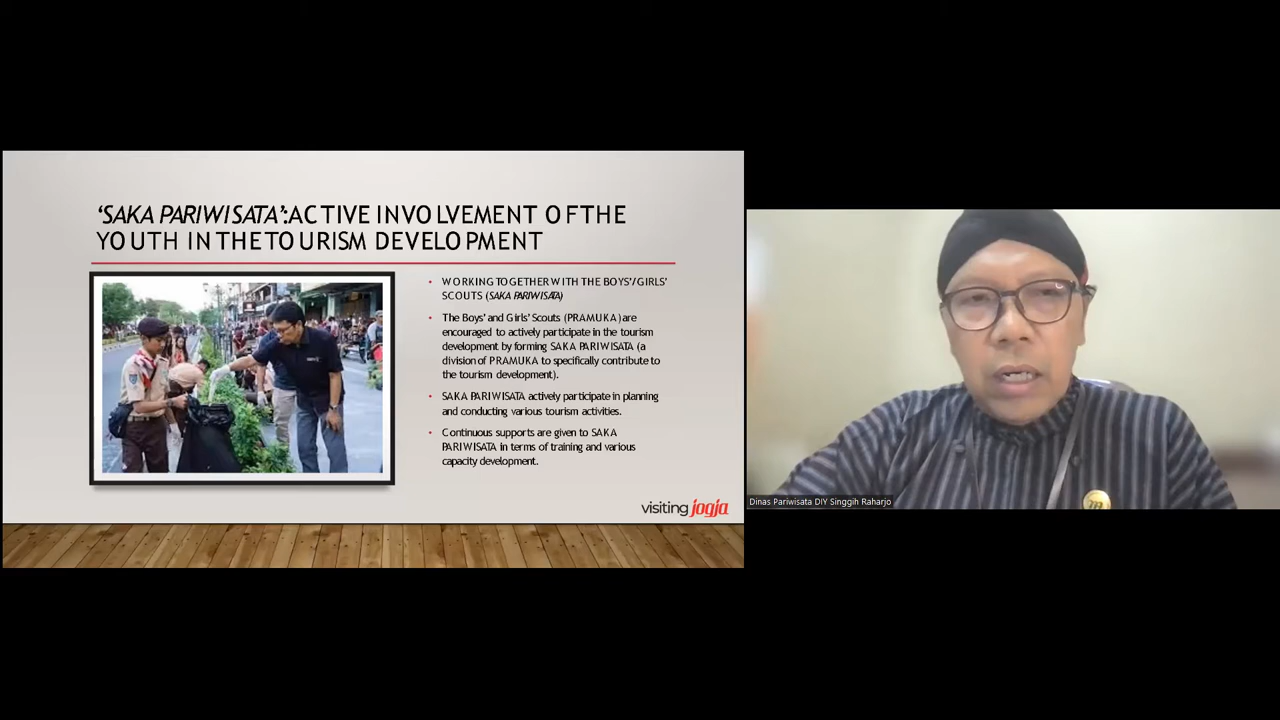 ‘SAKA PARIWISATA’:ACTIVE INVOLVEMENT OF THE
YOUTH IN THE TOURISM DEVELOPMENT
• WORKING TOGETHER WITH THE BOYS’/GIRLS’
SCOUTS (SAKA PARIWISATA)
• The Boys’ and Girls’ Scouts (PRAMUKA) are
encouraged to actively participate in the tourism
development by forming SAKA PARIWISATA (a
division of PRAMUKA to specifically contribute to
the tourism development).
• SAKA PARIWISATA actively participate in planning
and conducting various tourism activities.
• Continuous supports are given to SAKA
PARIWISATA in terms of training and various
capacity development.
visiting jogja
Dinas Pariwisata DIY Singgih Raharjo